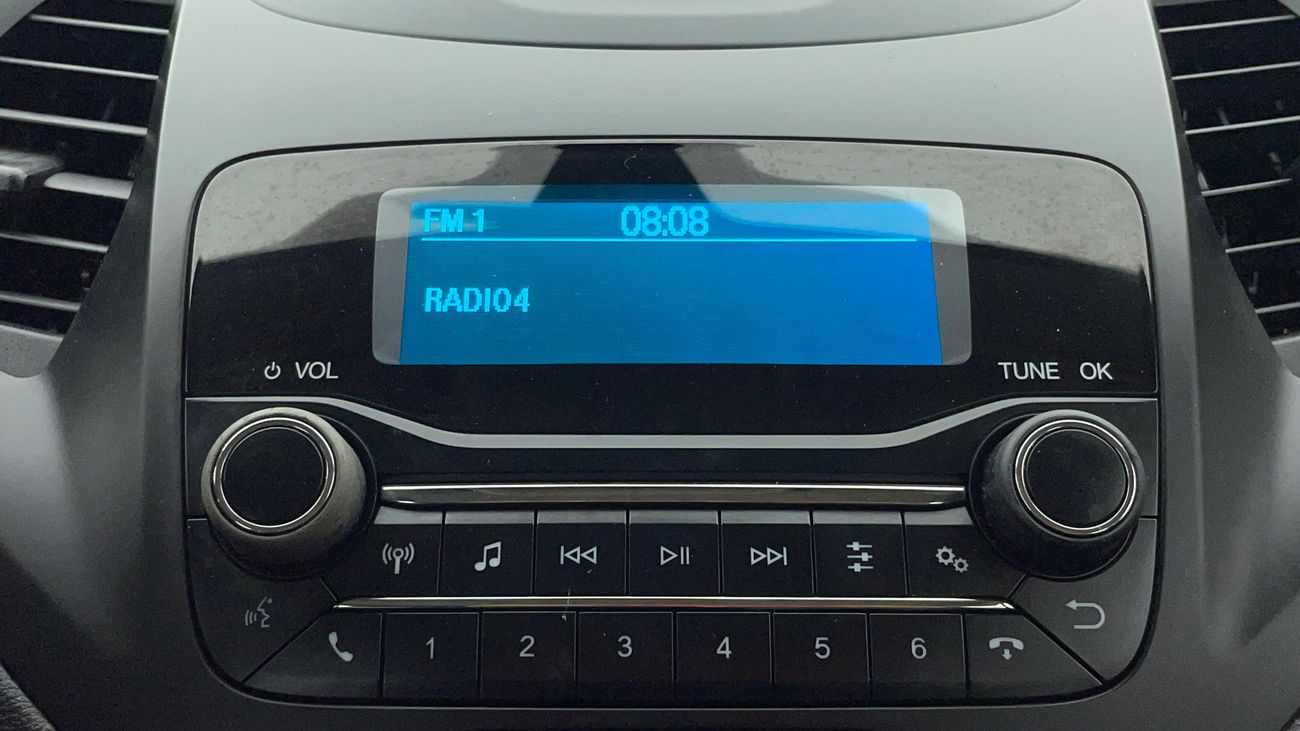 FM 1 08:08
RADIO4
VOL
TUNE OK
1 2 3 4 5 6